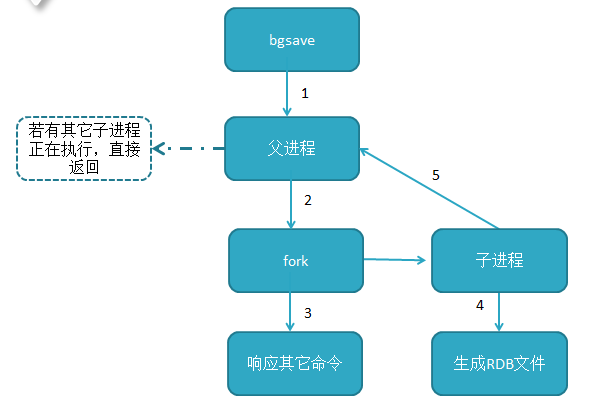 bgsave
1
若有其它子进程
正在执行，直接
返回
父进程
5
2
fork
子进程
3
4
响应其它命令
生成RDB文件